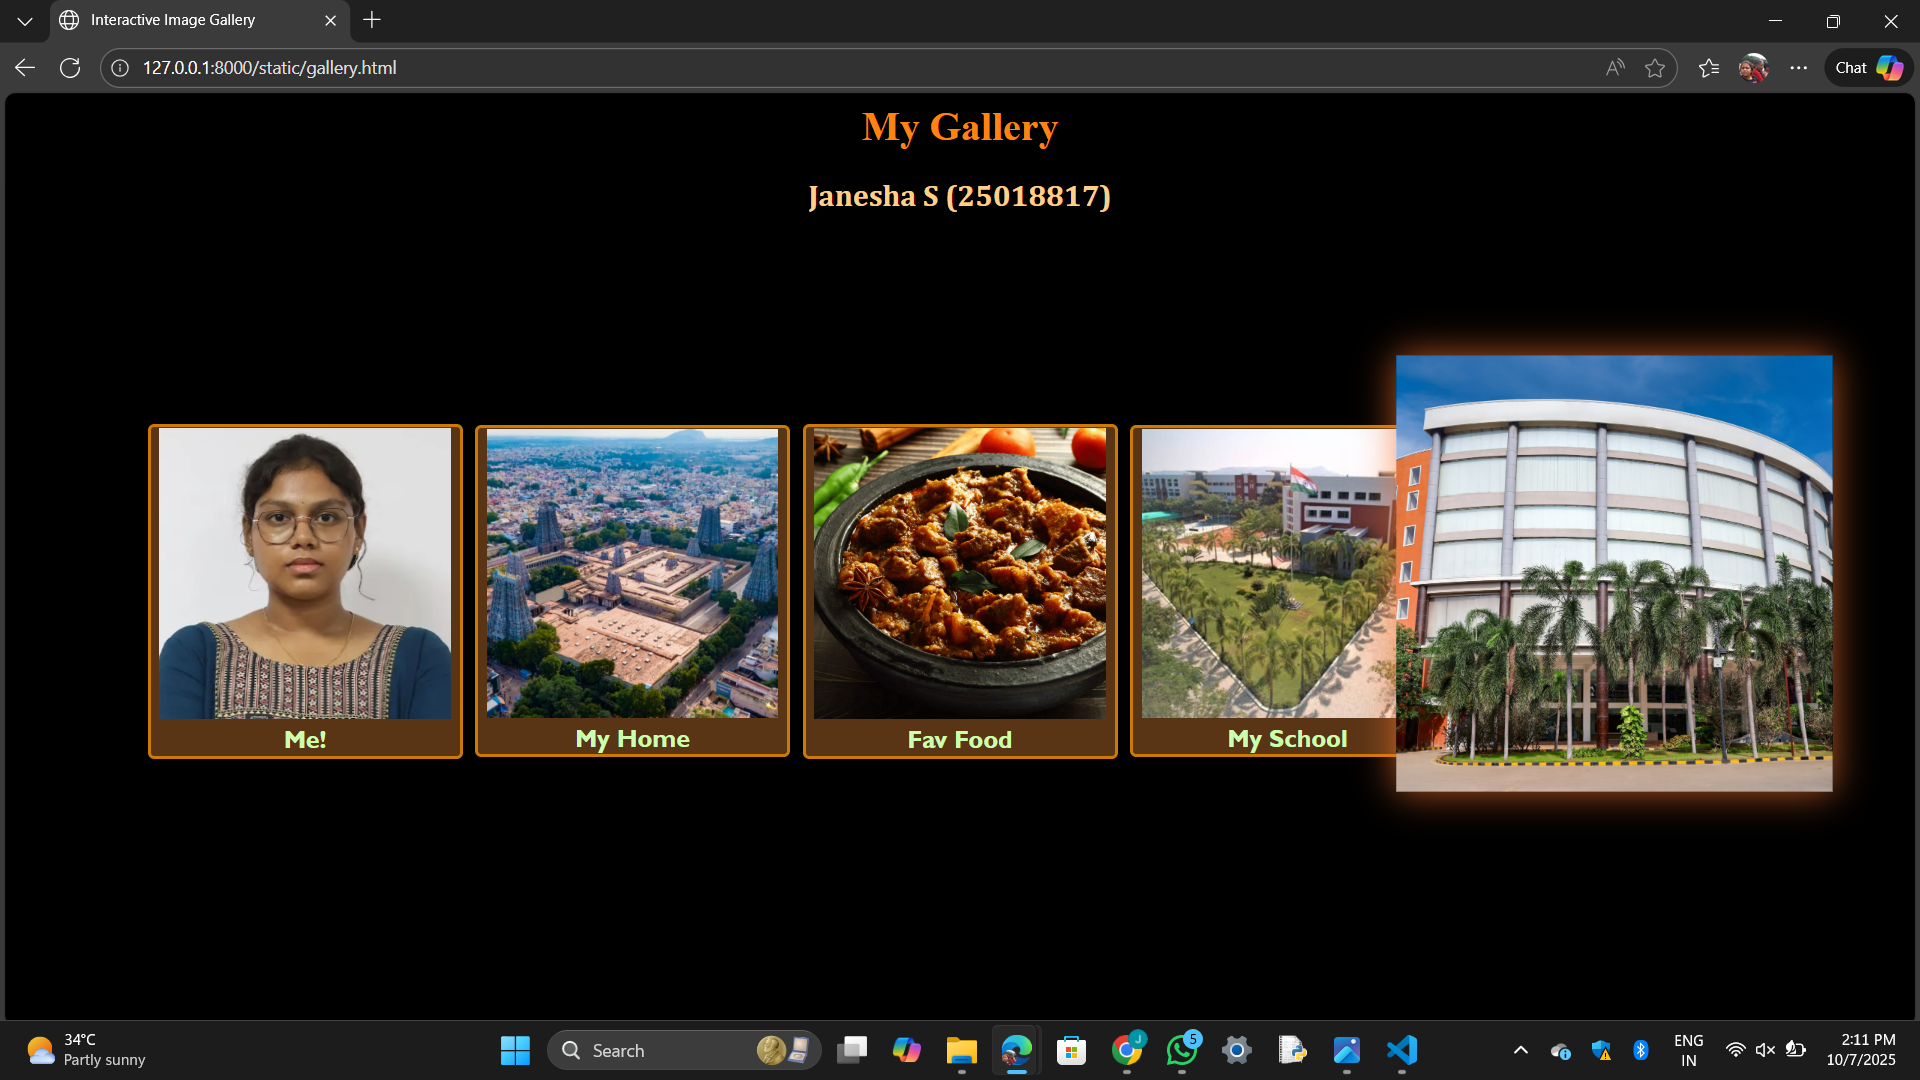 Interactive Image Gallery
127.0.0.1:8000/static/gallery.html
Chat
My Gallery
Janesha S (25018817)
Me!
My Home
Fav Food
My School
34°C
Partly sunny
Search
J
5
ENG
IN
2:11 PM
10/7/2025